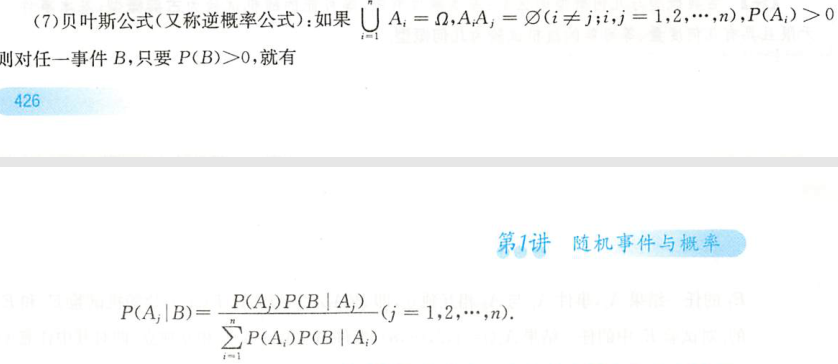 (7)贝叶斯公式(又称逆概率公式):如果 $\bigcup_{i=1}^{n} A_i = \Omega, A_iA_j = \varnothing (i \neq j; i,j = 1,2,\cdots,n), P(A_i) > 0$
则对任一事件 B,只要 P(B)>0,就有
426
第1讲 随机事件与概率
$P(A_j|B) = \frac{P(A_j)P(B|A_j)}{\sum_{i=1}^{n} P(A_i)P(B|A_i)} (j = 1,2,\cdots,n).$